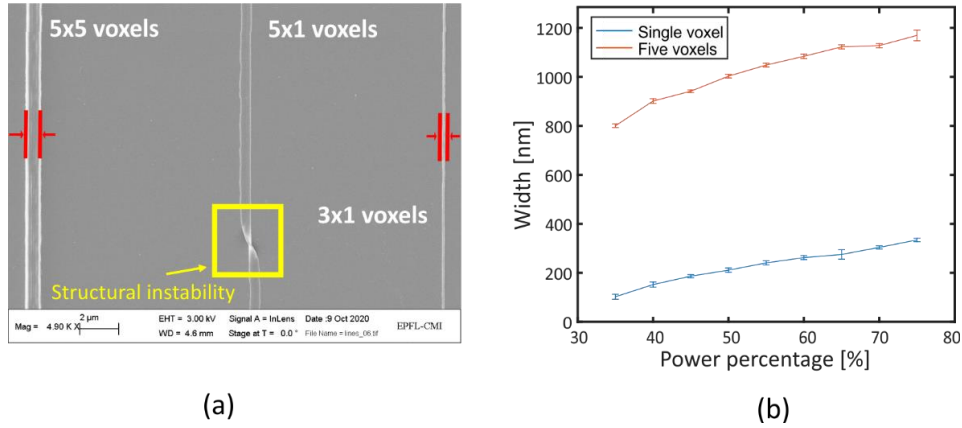 5x5 voxels
5x1 voxels
3x1 voxels
Structural instability
Mag = 4.90 K X
2 µm
EHT = 3.00 kV
Signal A = InLens
Date :9 Oct 2020
WD = 4.6 mm
Stage at T = 0.0 °
File Name = lines_06.tif
EPFL-CMI
(a)
Single voxel
Five voxels
1200
1000
800
600
400
200
0
Width [nm]
30
40
50
60
70
80
Power percentage [%]
(b)